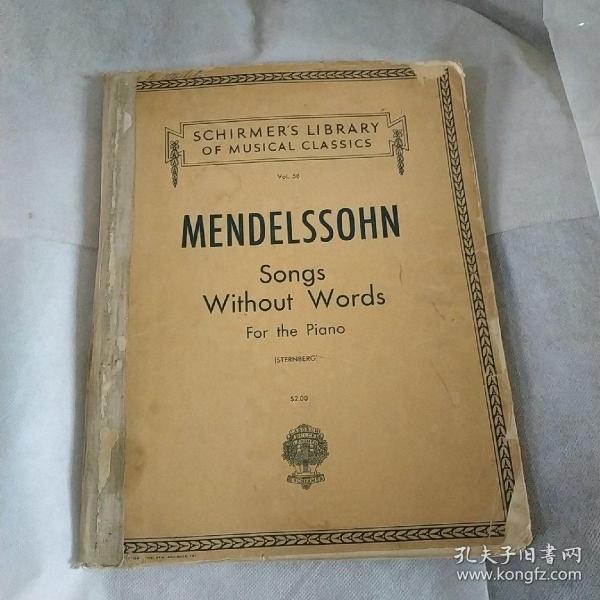 SCHIRMER'S LIBRARY
OF MUSICAL CLASSICS
Vol. 58
MENDELSSOHN
Songs
Without Words
For the Piano
(STERNBERG)
$2.00
孔夫子旧书网
www.kongfz.com